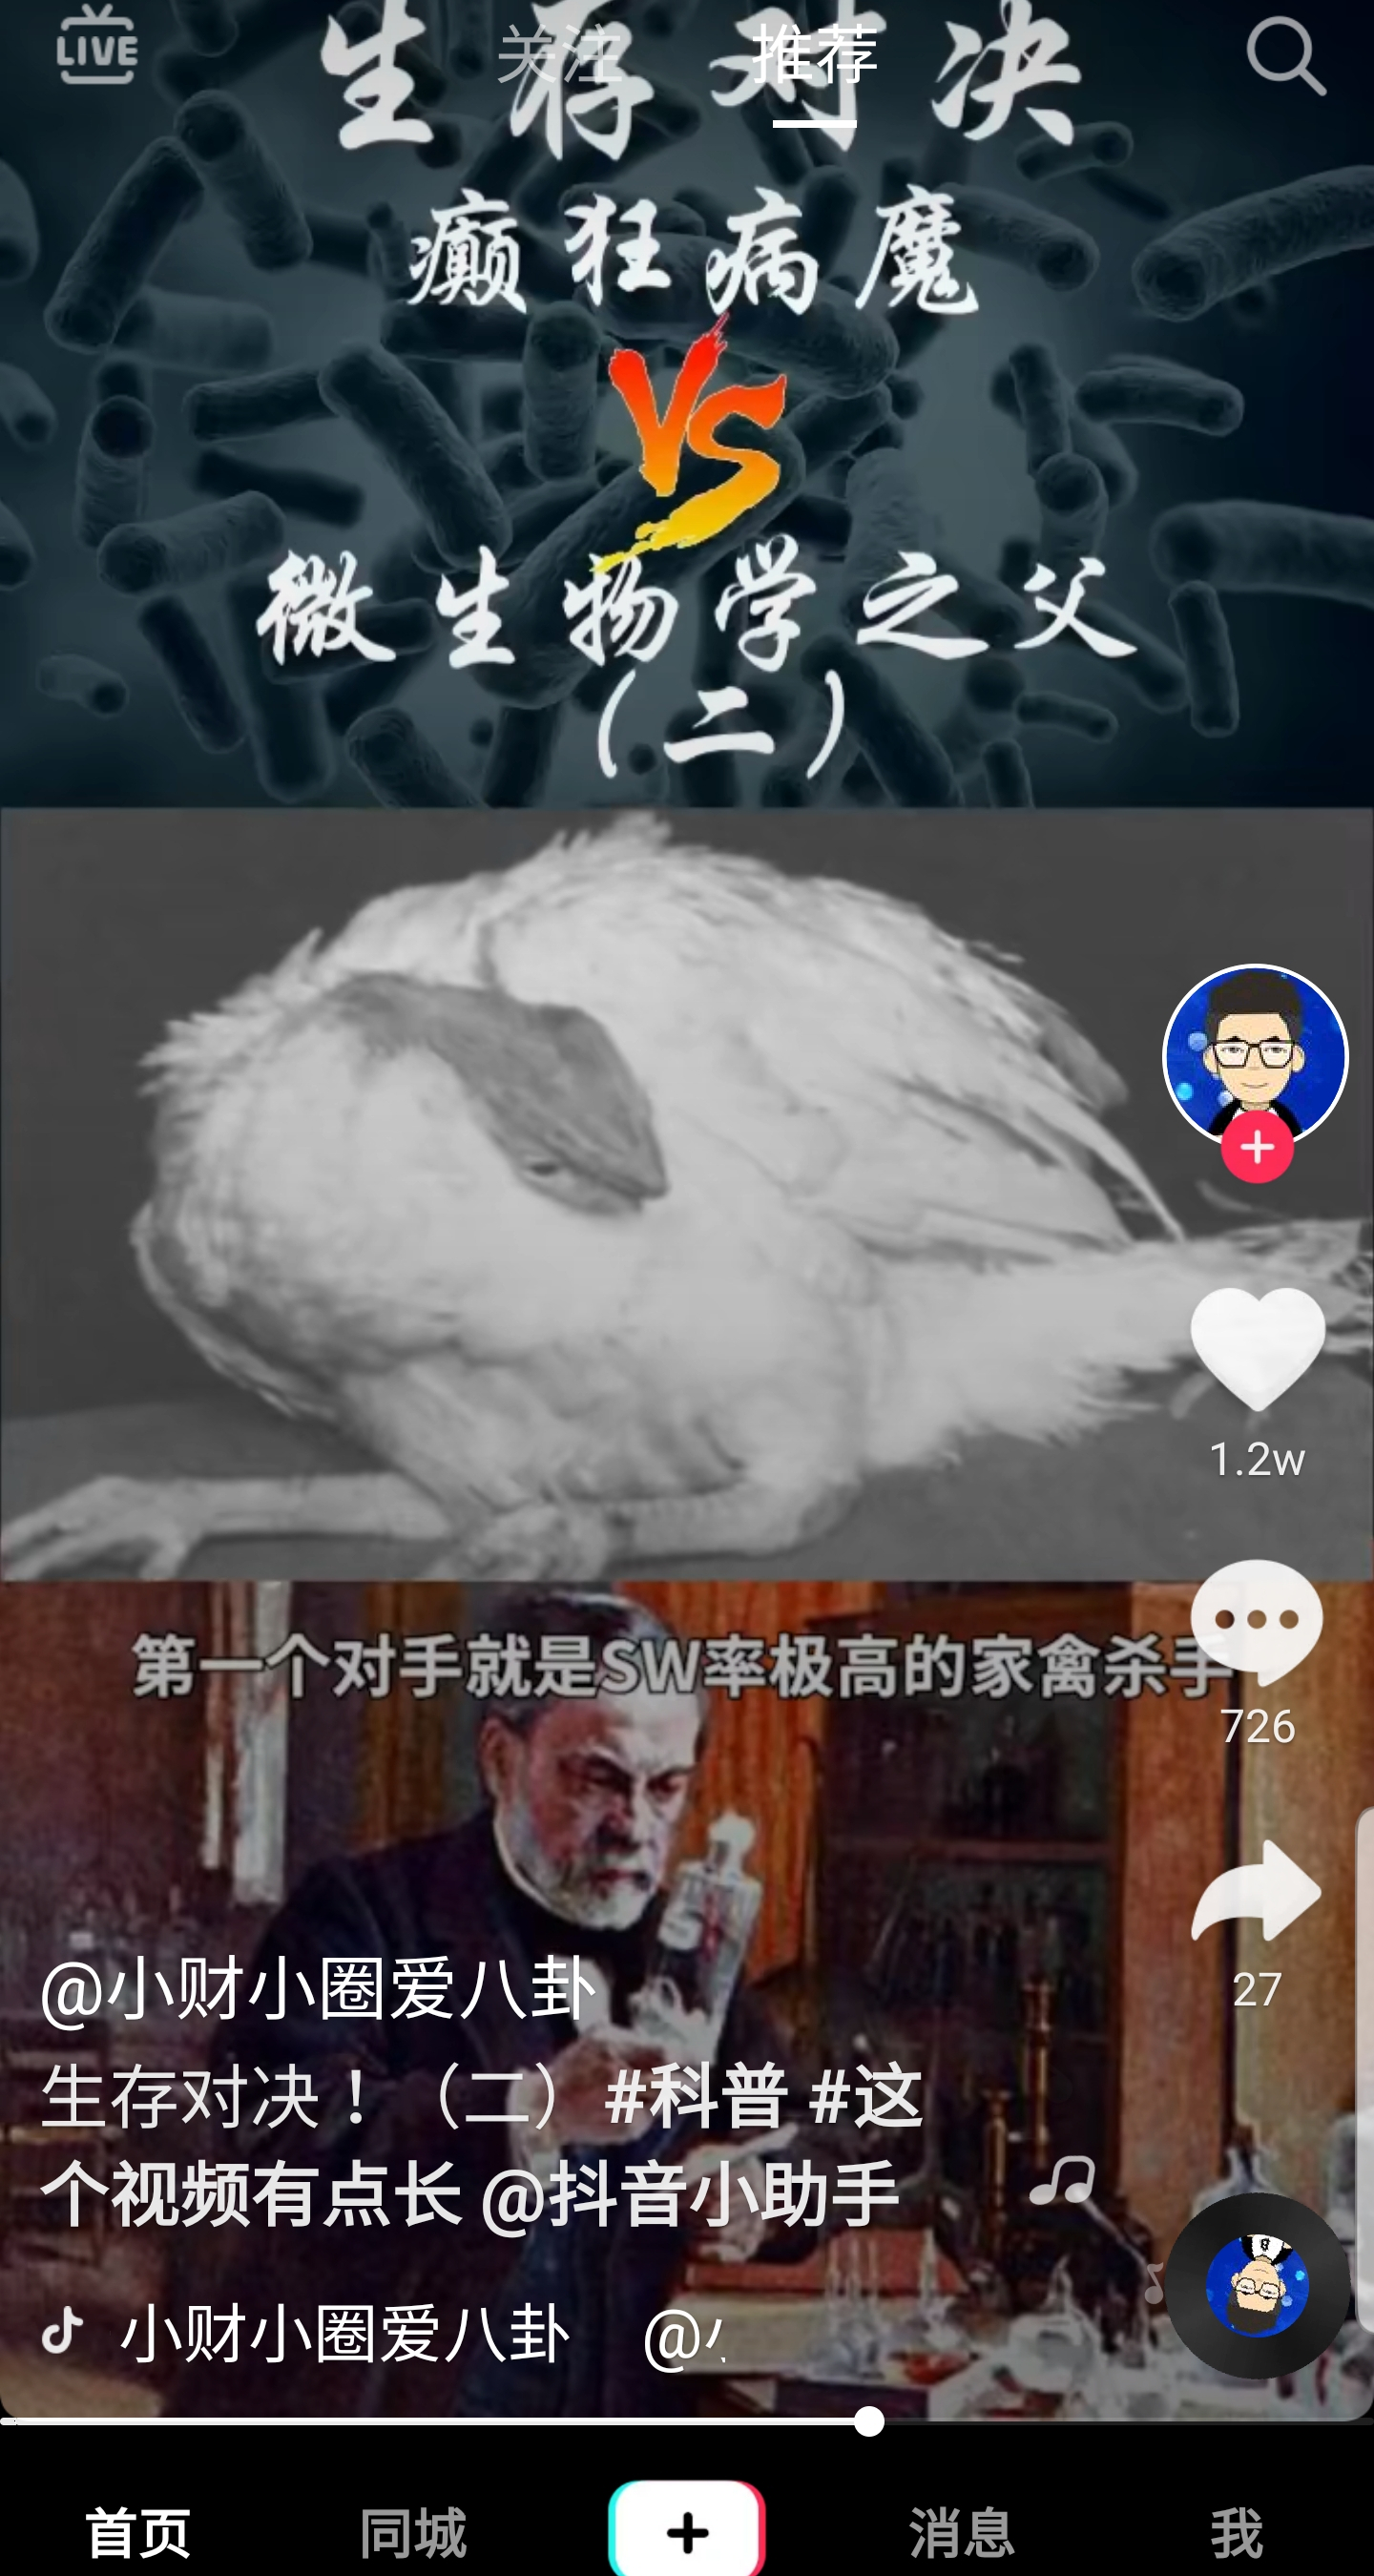 LIVE
关注 推荐
生存对决
癫狂病魔
VS
微生物学之父
（二）
1.2w
第一个对手就是SW率极高的家禽杀手
726
27
@小财小圈爱八卦
生存对决！（二）#科普 #这
个视频有点长 @抖音小助手
小财小圈爱八卦 @
首页 同城 消息 我